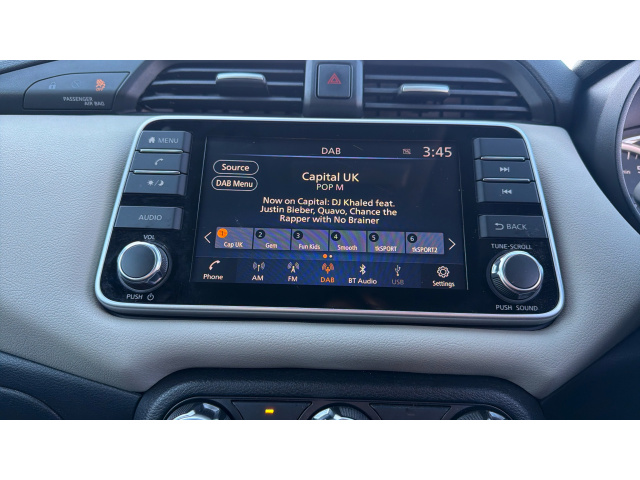 PASSENGER
AIR BAG
MENU
AUDIO
VOL
PUSH
DAB
3:45
Source
DAB Menu
Capital UK
POP M
Now on Capital: DJ Khaled feat.
Justin Bieber, Quavo, Chance the
Rapper with No Brainer
1 2 3 4 5 6
Cap UK Gem Fun Kids Smooth tkSPORT tkSPORT2
Phone AM FM DAB BT Audio USB Settings
BACK
TUNE·SCROLL
PUSH SOUND